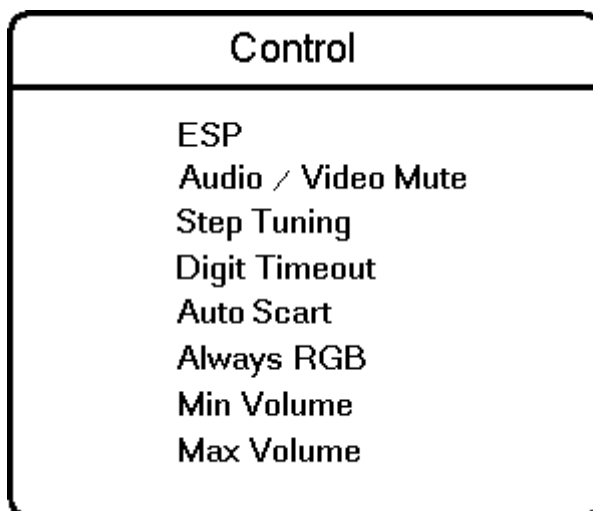 Control
ESP
Audio / Video Mute
Step Tuning
Digit Timeout
Auto Scart
Always RGB
Min Volume
Max Volume